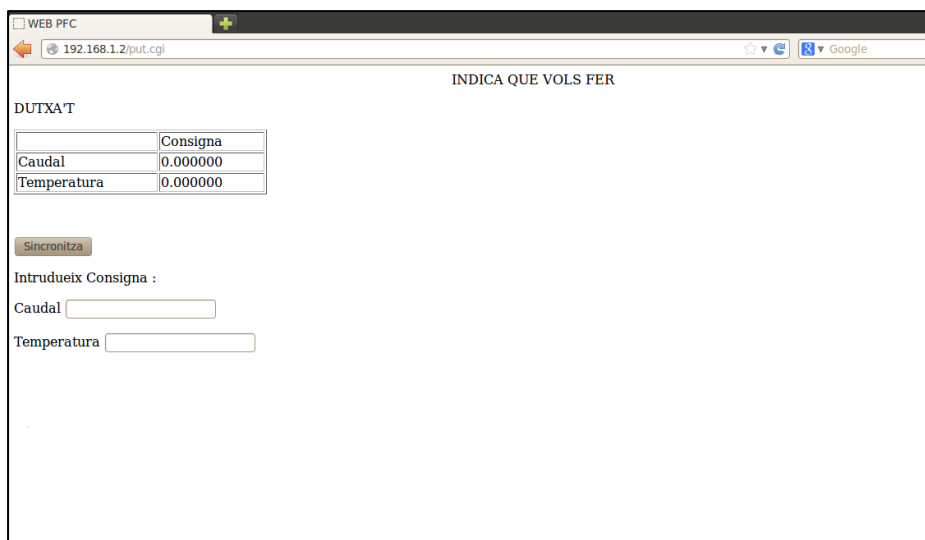 WEB PFC
192.168.1.2/put.cgi
Google
INDICA QUE VOLS FER
DUTXA'T
Consigna
Caudal 0.000000
Temperatura 0.000000
Sincronitza
Intrudueix Consigna :
Caudal
Temperatura